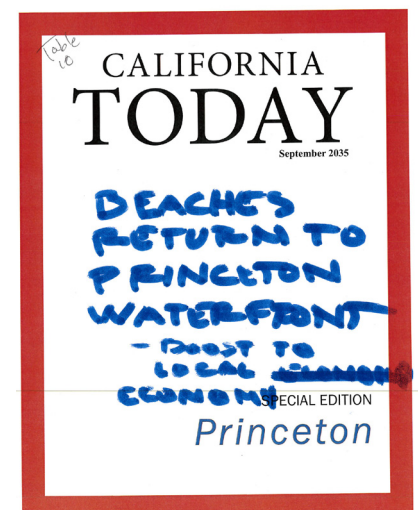 Table
10
CALIFORNIA
TODAY
September 2035
BEACHES
RETURN TO
PRINCETON
WATERFRONT
- BOOST TO
LOCAL
ECONOMY
SPECIAL EDITION
Princeton